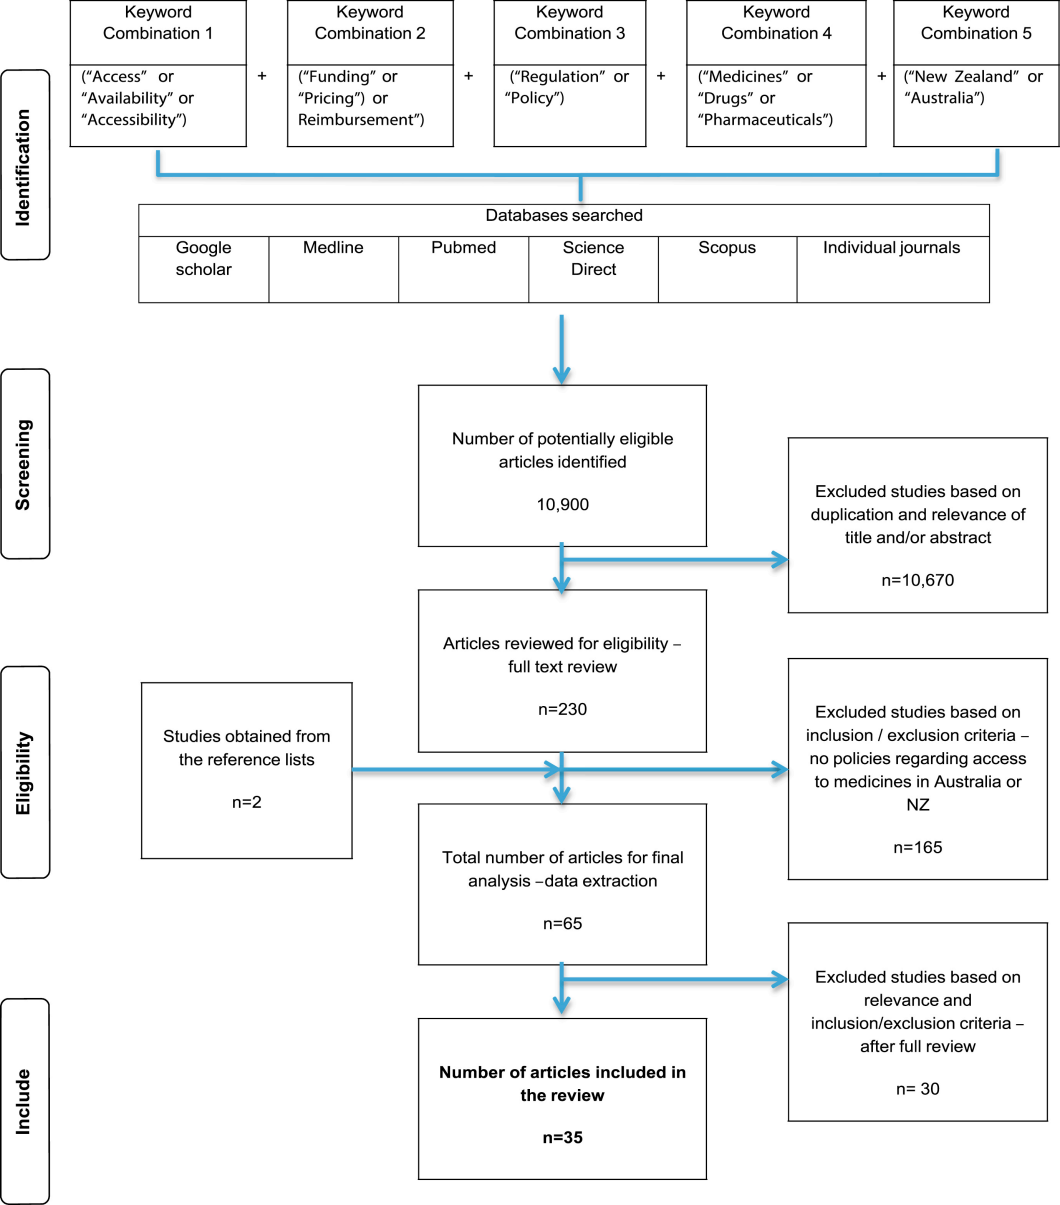 Keyword
Combination 1
Keyword
Combination 2
Keyword
Combination 3
Keyword
Combination 4
Keyword
Combination 5
(“Access” or
“Availability” or
“Accessibility”)
+
(“Funding” or
“Pricing”) or
Reimbursement”)
+
(“Regulation” or
“Policy”)
+
(“Medicines” or
“Drugs” or
“Pharmaceuticals”)
+
(“New Zealand” or
“Australia”)
Identification
Databases searched
Google
scholar
Medline
Pubmed
Science
Direct
Scopus
Individual journals
Screening
Number of potentially eligible
articles identified
10,900
Excluded studies based on
duplication and relevance of
title and/or abstract
n=10,670
Articles reviewed for eligibility –
full text review
n=230
Eligibility
Studies obtained from
the reference lists
n=2
Excluded studies based on
inclusion / exclusion criteria –
no policies regarding access
to medicines in Australia or
NZ
n=165
Total number of articles for final
analysis –data extraction
n=65
Excluded studies based on
relevance and
inclusion/exclusion criteria –
after full review
n= 30
Include
Number of articles included in
the review
n=35